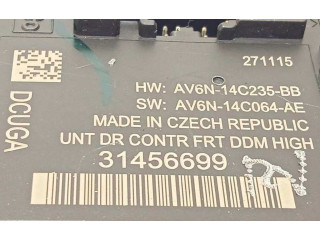 271115
HW: AV6N-14C235-BB
SW: AV6N-14C064-AE
MADE IN CZECH REPUBLIC
UNT DR CONTR FRT DDM HIGH
31456699
DCUGA